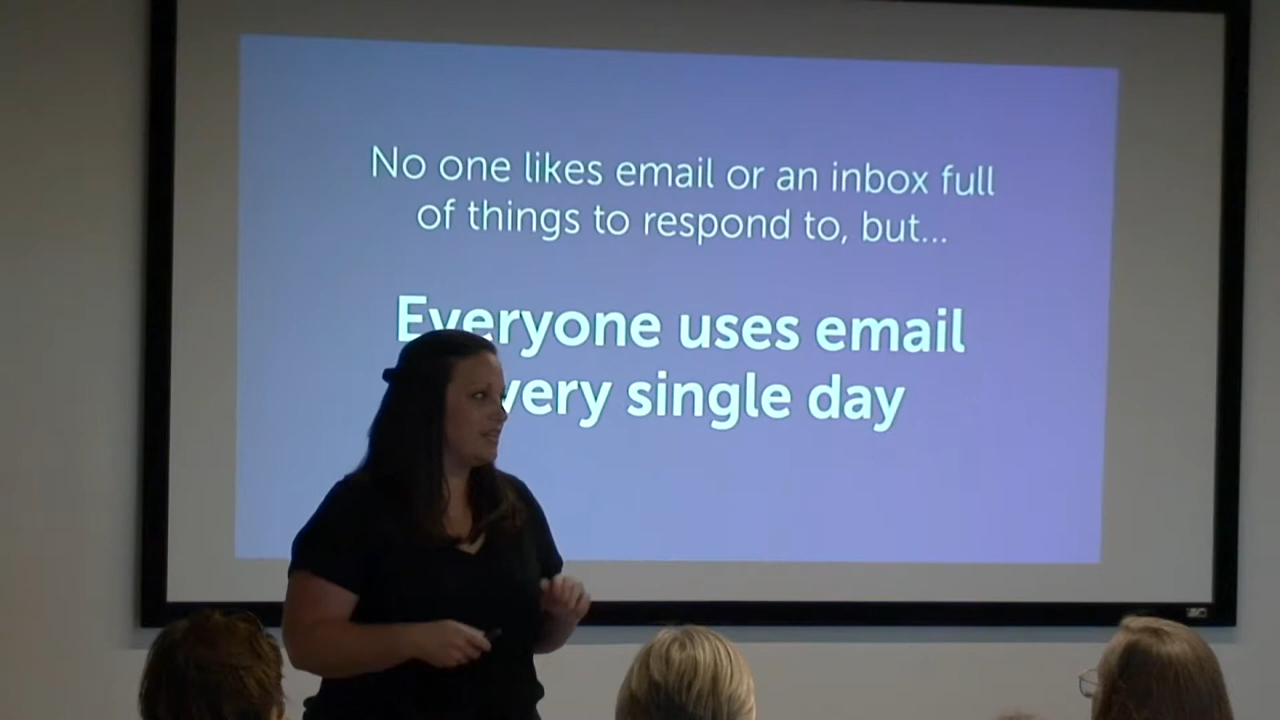 No one likes email or an inbox full
of things to respond to, but...
Everyone uses email
very single day